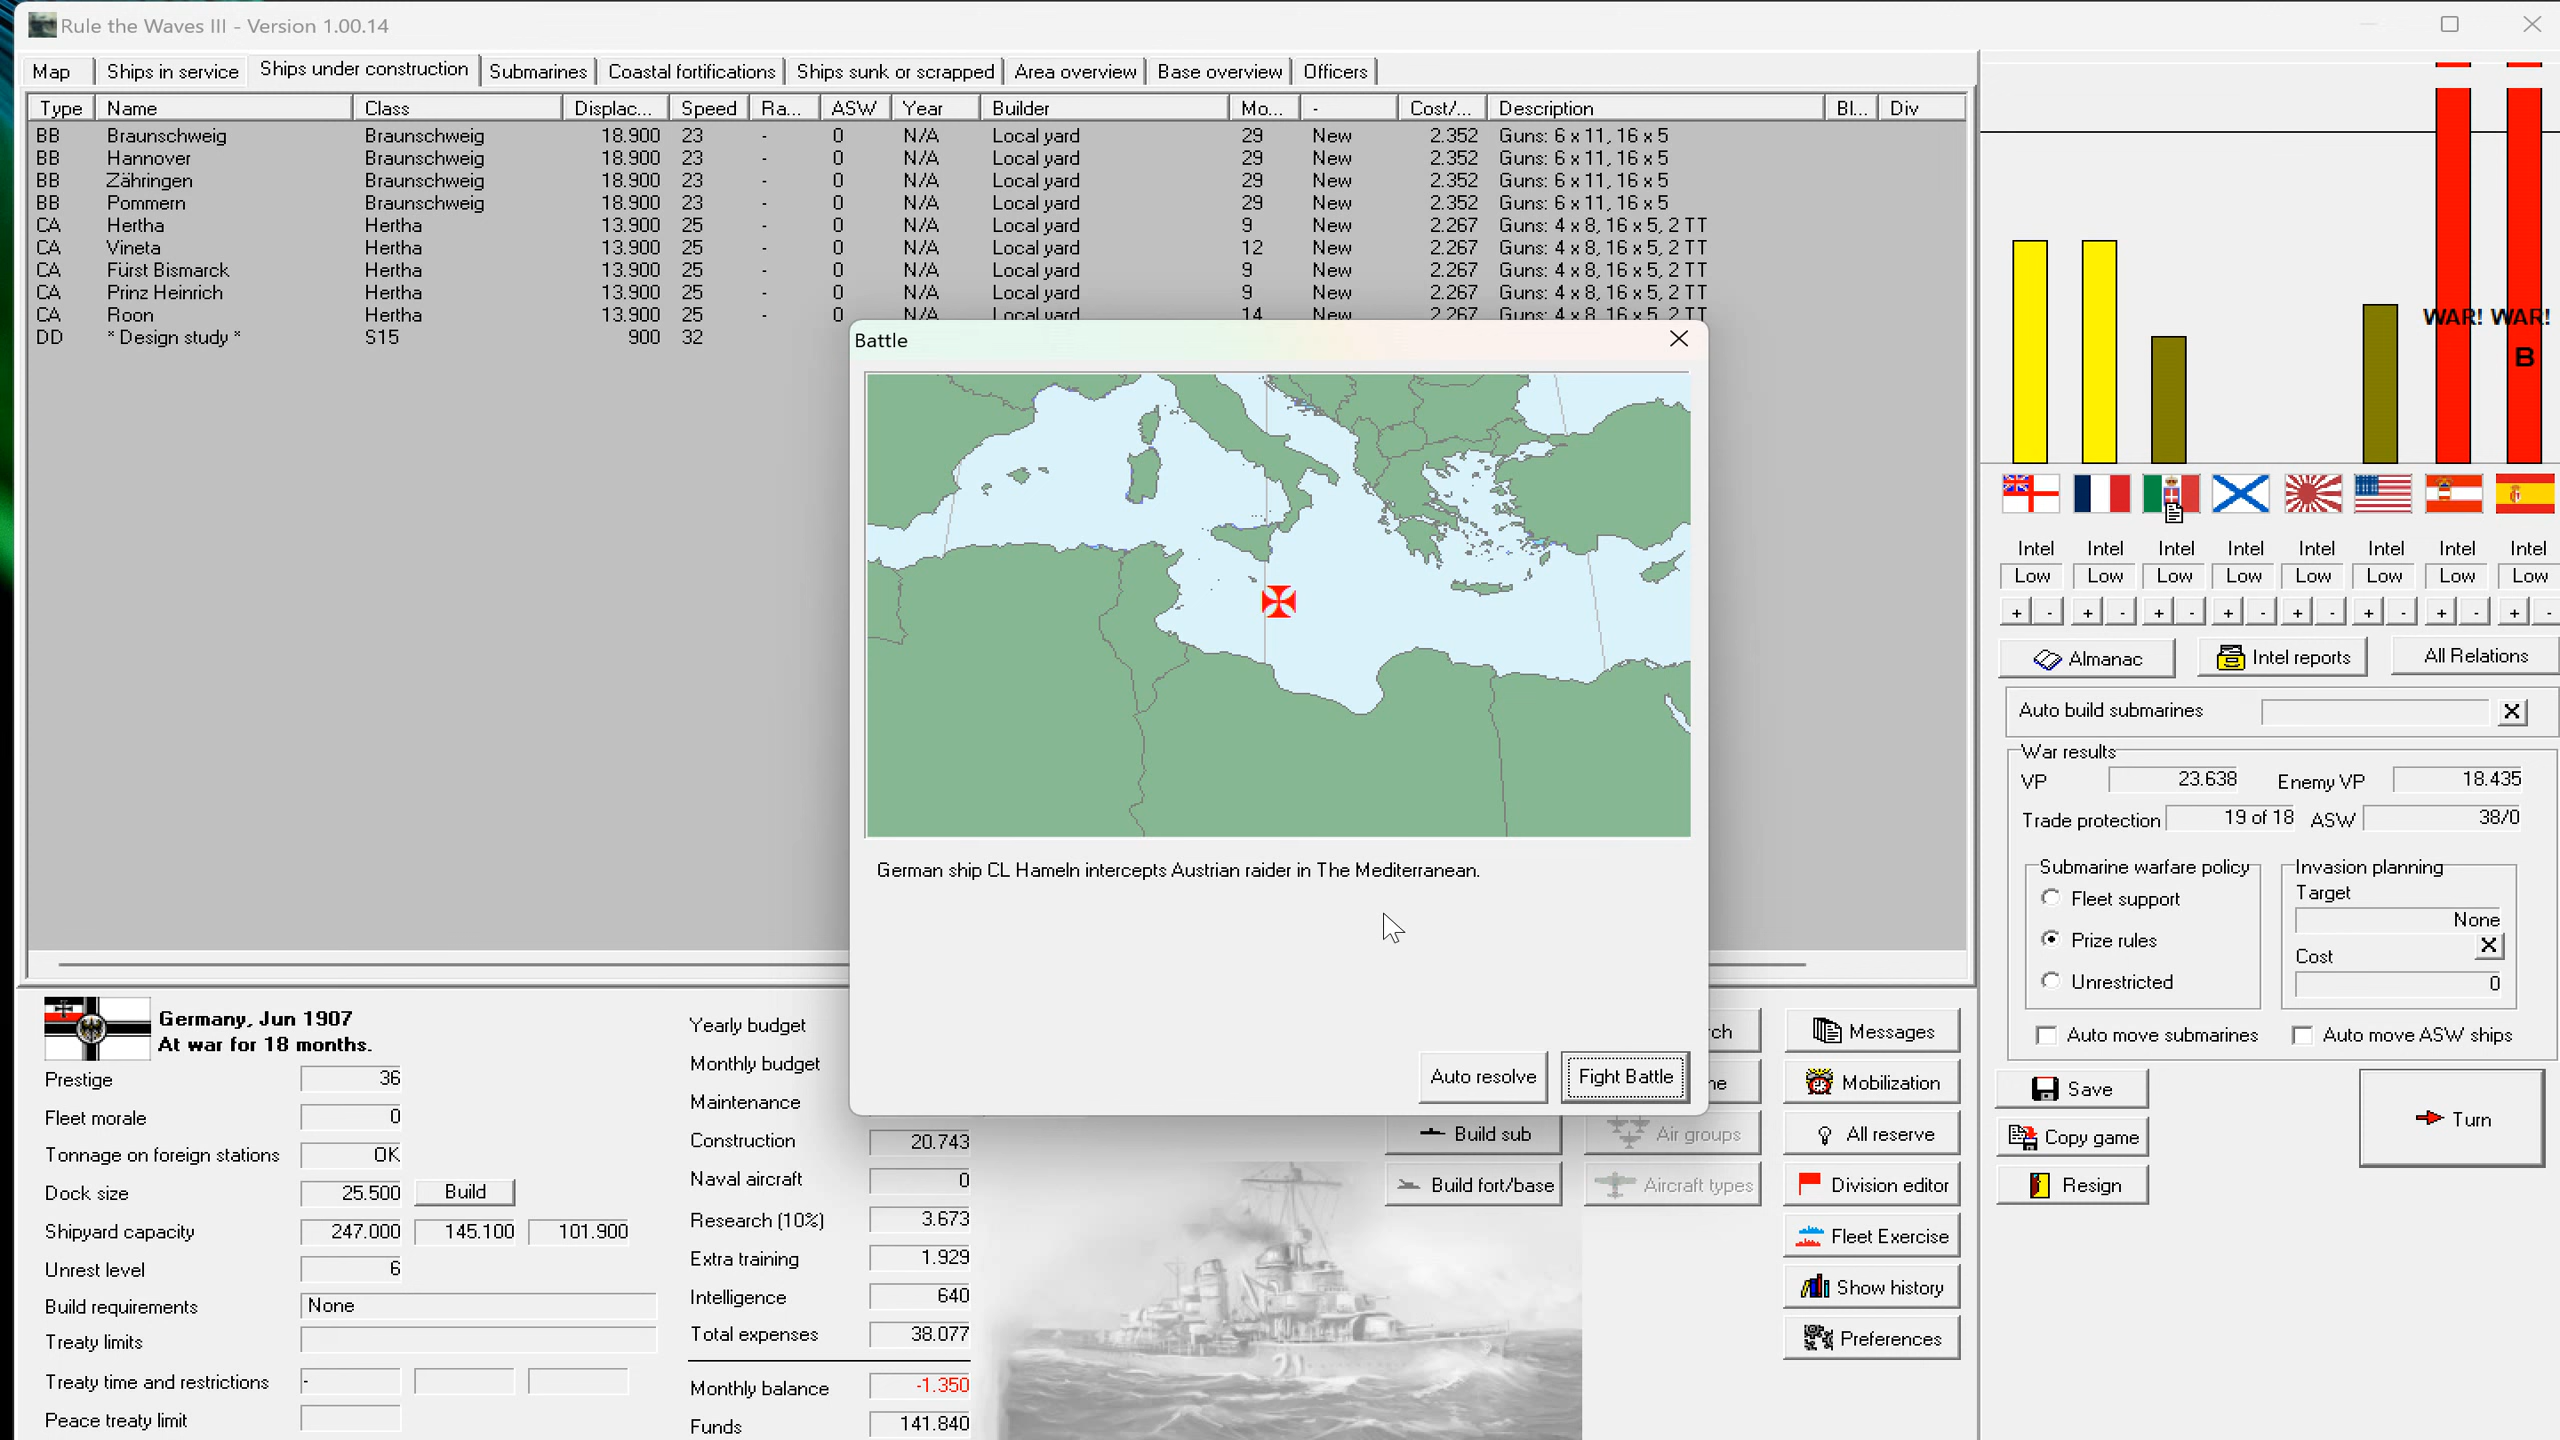 Rule the Waves III - Version 1.00.14
Map Ships in service Ships under construction Submarines Coastal fortifications Ships sunk or scrapped Area overview Base overview Officers
Type Name Class Displac... Speed Ra... ASW Year Builder Mo... - Cost/... Description Bl... Div
BB Braunschweig Braunschweig 18.900 23 - 0 N/A Local yard 29 New 2.352 Guns: 6 x 11, 16 x 5
BB Hannover Braunschweig 18.900 23 - 0 N/A Local yard 29 New 2.352 Guns: 6 x 11, 16 x 5
BB Zähringen Braunschweig 18.900 23 - 0 N/A Local yard 29 New 2.352 Guns: 6 x 11, 16 x 5
BB Pommern Braunschweig 18.900 23 - 0 N/A Local yard 29 New 2.352 Guns: 6 x 11, 16 x 5
CA Hertha Hertha 13.900 25 - 0 N/A Local yard 9 New 2.267 Guns: 4 x 8, 16 x 5, 2 TT
CA Vineta Hertha 13.900 25 - 0 N/A Local yard 12 New 2.267 Guns: 4 x 8, 16 x 5, 2 TT
CA Fürst Bismarck Hertha 13.900 25 - 0 N/A Local yard 9 New 2.267 Guns: 4 x 8, 16 x 5, 2 TT
CA Prinz Heinrich Hertha 13.900 25 - 0 N/A Local yard 9 New 2.267 Guns: 4 x 8, 16 x 5, 2 TT
CA Roon Hertha 13.900 25 - 0 N/A Local yard 14 New 2.267 Guns: 4 x 8, 16 x 5, 2 TT
DD * Design study * S15 900 32
Battle
German ship CL Hameln intercepts Austrian raider in The Mediterranean.
Auto resolve Fight Battle
WAR! WAR!
B
Intel Intel Intel Intel Intel Intel Intel Intel
Low Low Low Low Low Low Low Low
+ - + - + - + - + - + - + - + -
Almanac Intel reports All Relations
Auto build submarines X
War results
VP 23.638 Enemy VP 18.435
Trade protection 19 of 18 ASW 38/0
Submarine warfare policy Invasion planning
Fleet support Target
None
Prize rules
Cost X
Unrestricted 0
Auto move submarines Auto move ASW ships
Save
Copy game
Resign
Turn
Germany, Jun 1907
At war for 18 months.
Prestige 36
Fleet morale 0
Tonnage on foreign stations OK
Dock size 25.500 Build
Shipyard capacity 247.000 145.100 101.900
Unrest level 6
Build requirements None
Treaty limits
Treaty time and restrictions -
Peace treaty limit
Yearly budget
Monthly budget
Maintenance
Construction 20.743
Naval aircraft 0
Research (10%) 3.673
Extra training 1.929
Intelligence 640
Total expenses 38.077
Monthly balance -1.350
Funds 141.840
rch Messages
ne Mobilization
Build sub Air groups All reserve
Build fort/base Aircraft types Division editor
Fleet Exercise
Show history
Preferences
21